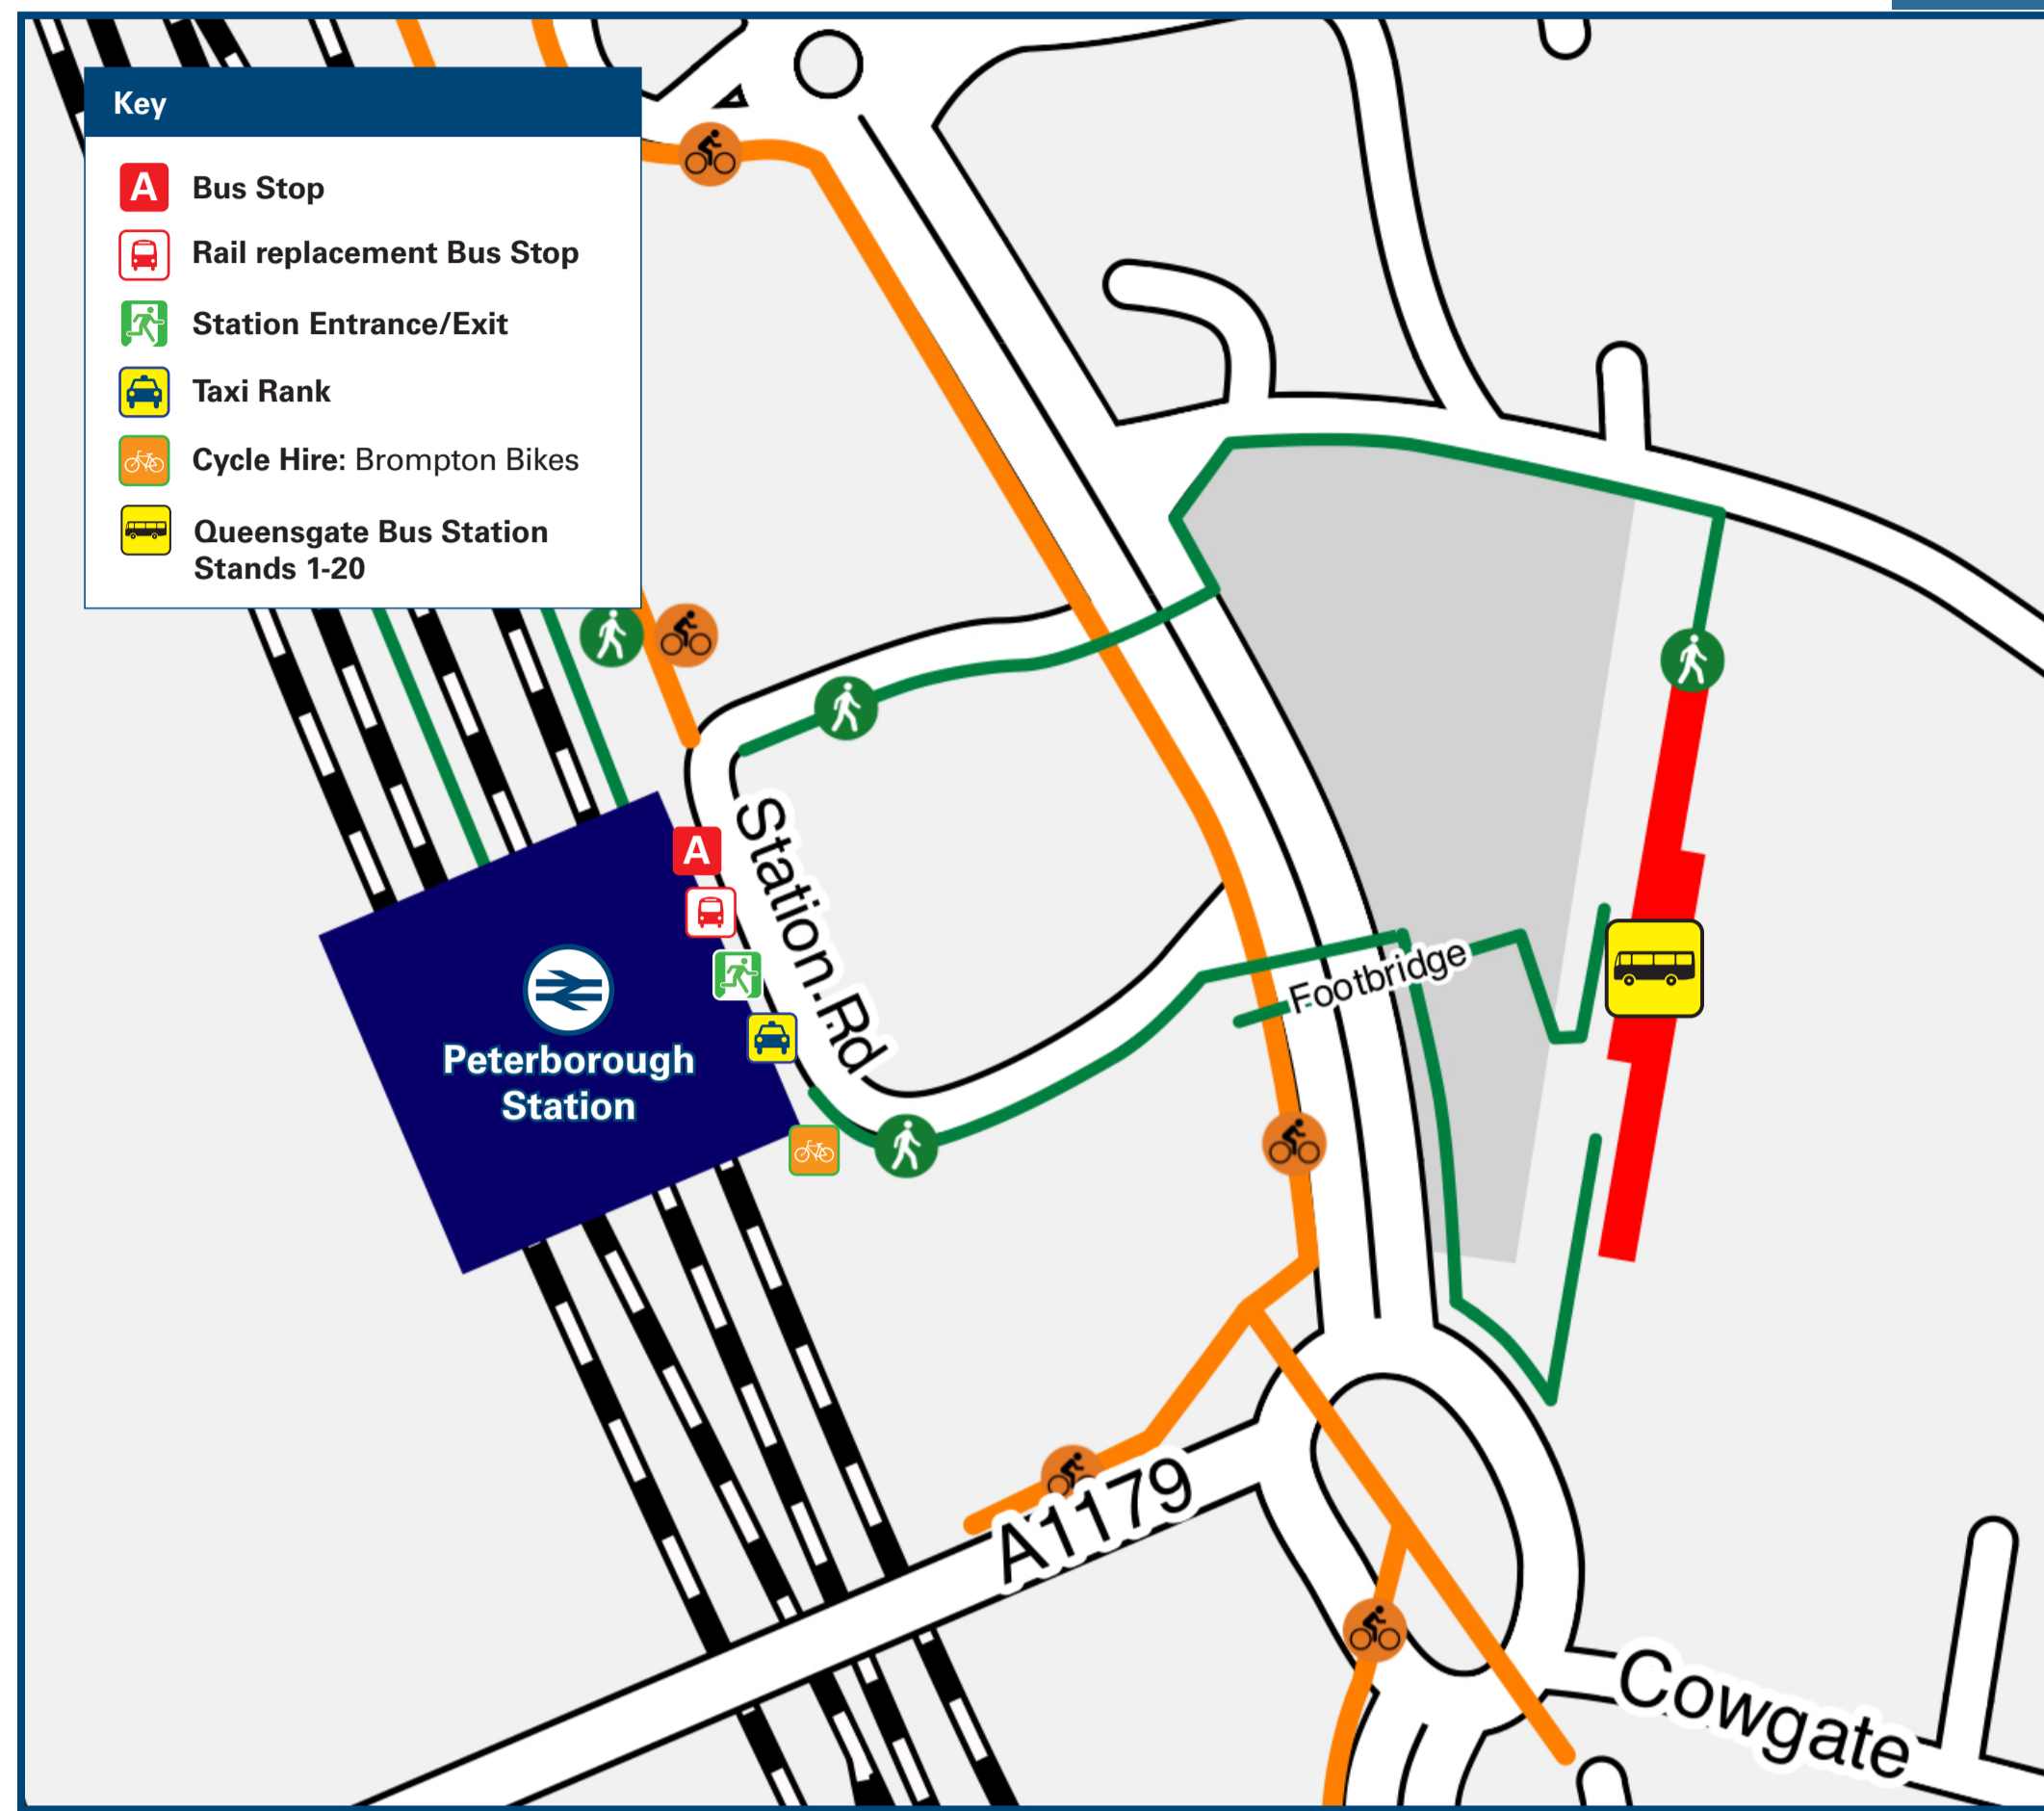 Key
A
Bus Stop
Rail replacement Bus Stop
Station Entrance/Exit
Taxi Rank
Cycle Hire: Brompton Bikes
Queensgate Bus Station
Stands 1-20
A
Station Rd
Footbridge
Peterborough
Station
A1179
Cowgate